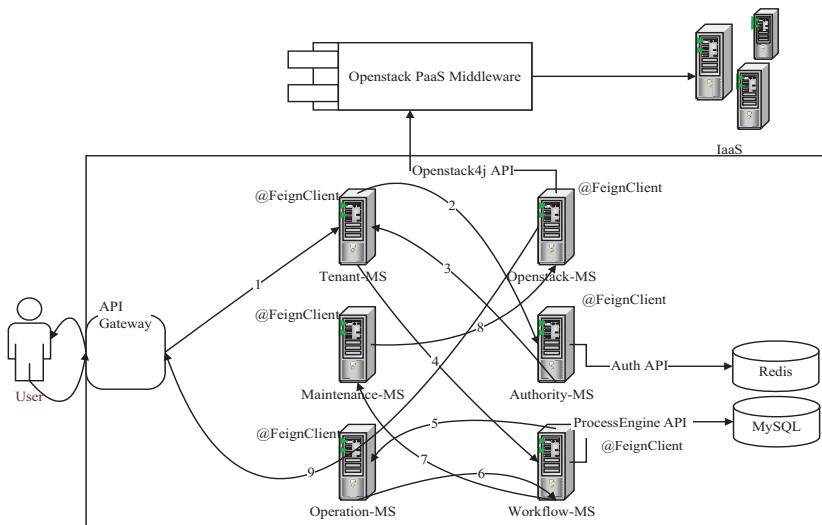 Openstack PaaS Middleware
IaaS
Openstack4j API
@FeignClient
@FeignClient
2
1
3
Tenant-MS
Openstack-MS
API
Gateway
@FeignClient
@FeignClient
8
4
Auth API
Redis
User
Maintenance-MS
Authority-MS
5
ProcessEngine API
MySQL
@FeignClient
@FeignClient
9
7
6
Operation-MS
Workflow-MS